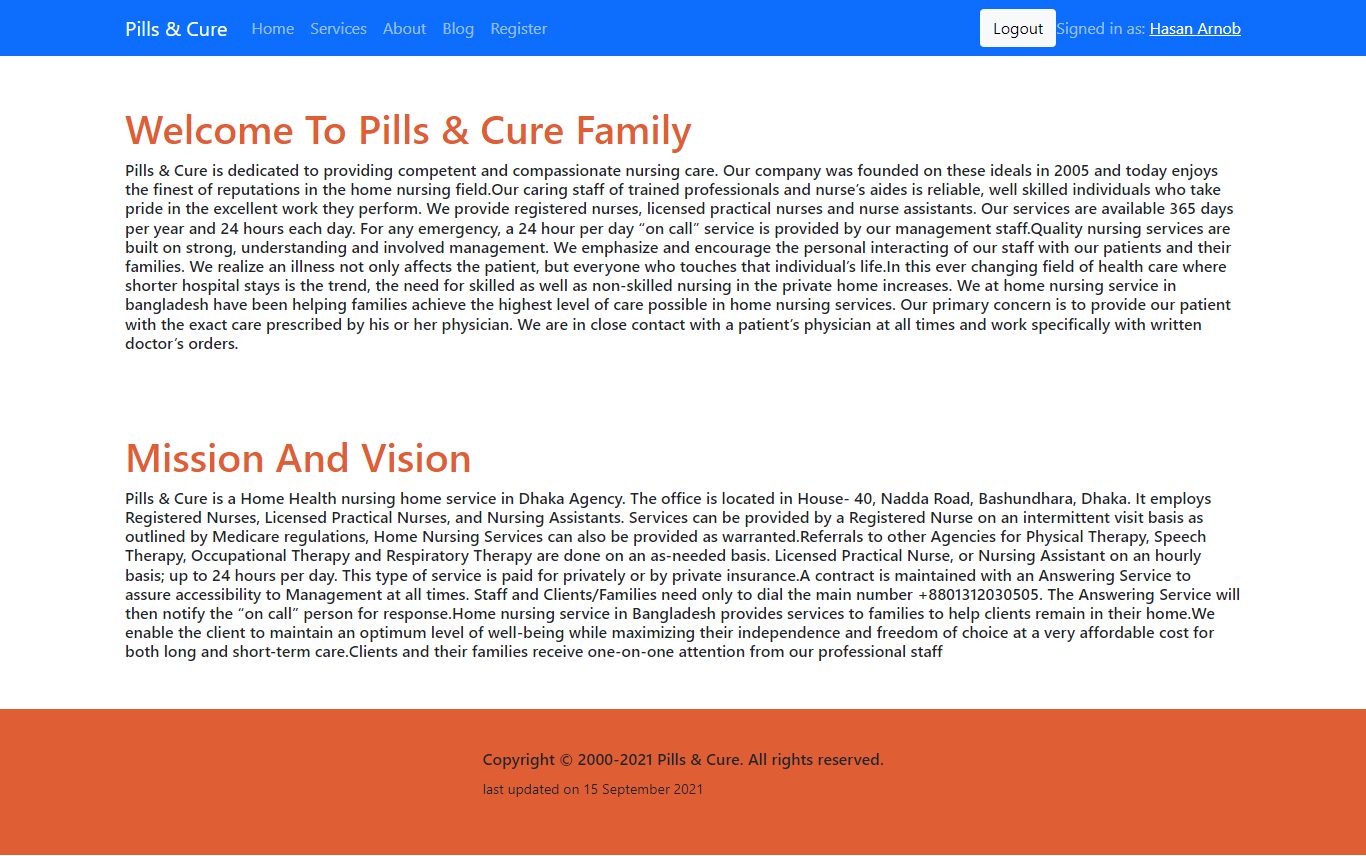 Pills & Cure Home Services About Blog Register Logout Signed in as: Hasan Arnob
Welcome To Pills & Cure Family
Pills & Cure is dedicated to providing competent and compassionate nursing care. Our company was founded on these ideals in 2005 and today enjoys
the finest of reputations in the home nursing field.Our caring staff of trained professionals and nurse’s aides is reliable, well skilled individuals who take
pride in the excellent work they perform. We provide registered nurses, licensed practical nurses and nurse assistants. Our services are available 365 days
per year and 24 hours each day. For any emergency, a 24 hour per day “on call” service is provided by our management staff.Quality nursing services are
built on strong, understanding and involved management. We emphasize and encourage the personal interacting of our staff with our patients and their
families. We realize an illness not only affects the patient, but everyone who touches that individual’s life.In this ever changing field of health care where
shorter hospital stays is the trend, the need for skilled as well as non-skilled nursing in the private home increases. We at home nursing service in
bangladesh have been helping families achieve the highest level of care possible in home nursing services. Our primary concern is to provide our patient
with the exact care prescribed by his or her physician. We are in close contact with a patient’s physician at all times and work specifically with written
doctor’s orders.
Mission And Vision
Pills & Cure is a Home Health nursing home service in Dhaka Agency. The office is located in House- 40, Nadda Road, Bashundhara, Dhaka. It employs
Registered Nurses, Licensed Practical Nurses, and Nursing Assistants. Services can be provided by a Registered Nurse on an intermittent visit basis as
outlined by Medicare regulations, Home Nursing Services can also be provided as warranted.Referrals to other Agencies for Physical Therapy, Speech
Therapy, Occupational Therapy and Respiratory Therapy are done on an as-needed basis. Licensed Practical Nurse, or Nursing Assistant on an hourly
basis; up to 24 hours per day. This type of service is paid for privately or by private insurance.A contract is maintained with an Answering Service to
assure accessibility to Management at all times. Staff and Clients/Families need only to dial the main number +8801312030505. The Answering Service will
then notify the “on call” person for response.Home nursing service in Bangladesh provides services to families to help clients remain in their home.We
enable the client to maintain an optimum level of well-being while maximizing their independence and freedom of choice at a very affordable cost for
both long and short-term care.Clients and their families receive one-on-one attention from our professional staff
Copyright © 2000-2021 Pills & Cure. All rights reserved.
last updated on 15 September 2021